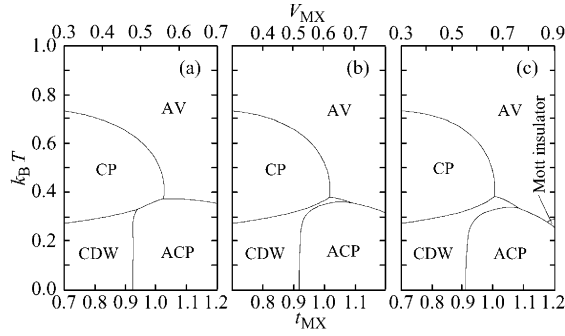 V_MX
0.3 0.4 0.5 0.6 0.7 0.4 0.5 0.6 0.7 0.8 0.3 0.5 0.7 0.9
1.0 (a) (b) (c)
AV AV AV
0.8
Mott insulator
0.6
k_B T
CP CP CP
0.4
0.2
CDW ACP CDW ACP CDW ACP
0.0
0.7 0.8 0.9 1.0 1.1 1.2 0.8 0.9 1.0 1.1 1.2 0.8 0.9 1.0 1.1 1.2
t_MX